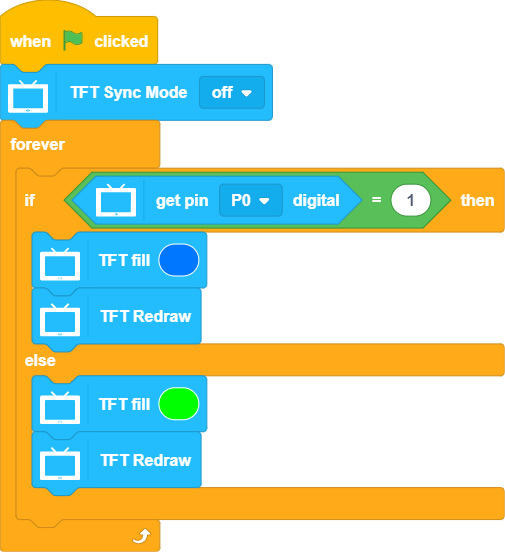 when clicked
TFT Sync Mode off
forever
if get pin P0 digital = 1 then
TFT fill
TFT Redraw
else
TFT fill
TFT Redraw